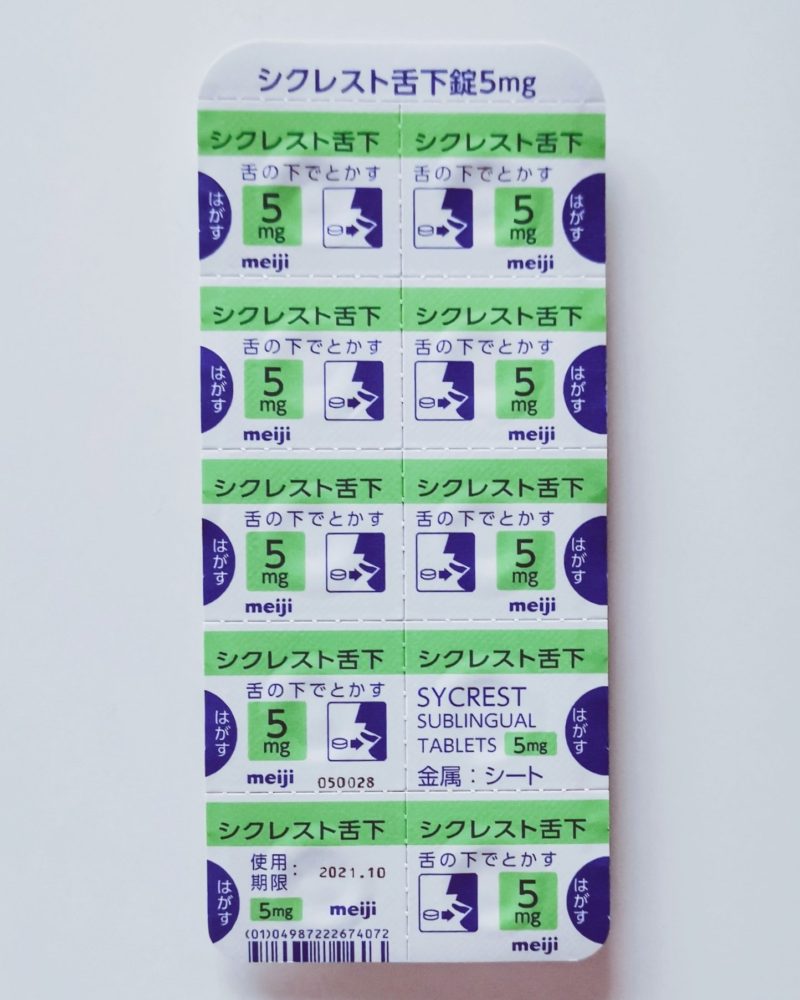 シクレスト舌下錠5mg
シクレスト舌下
舌の下でとかす
はがす
5
mg
meiji
シクレスト舌下
舌の下でとかす
5
mg
はがす
meiji
シクレスト舌下
舌の下でとかす
はがす
5
mg
meiji
シクレスト舌下
舌の下でとかす
5
mg
はがす
meiji
シクレスト舌下
舌の下でとかす
はがす
5
mg
meiji
シクレスト舌下
舌の下でとかす
5
mg
はがす
meiji
シクレスト舌下
舌の下でとかす
はがす
5
mg
meiji
050028
シクレスト舌下
SYCREST
SUBLINGUAL
TABLETS 5mg
金属：シート
はがす
シクレスト舌下
使用期限： 2021.10
はがす
5mg meiji
(01)04987222674072
シクレスト舌下
舌の下でとかす
5
mg
はがす
meiji